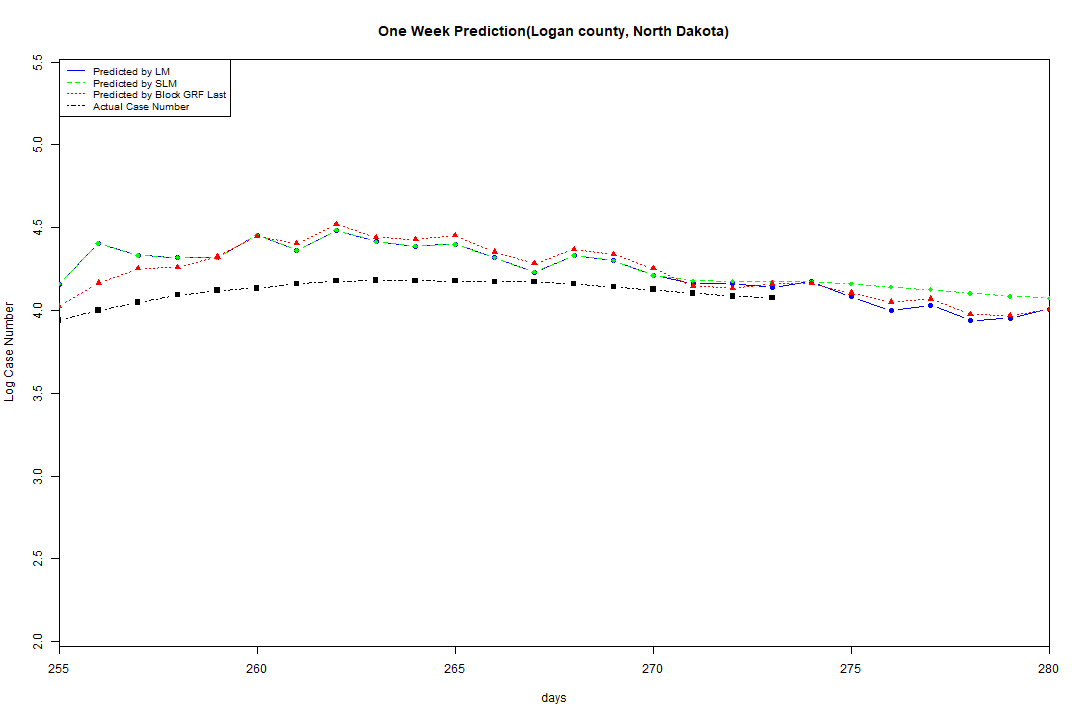 One Week Prediction(Logan county, North Dakota)
Predicted by LM
Predicted by SLM
Predicted by Block GRF Last
Actual Case Number
5.5
5.0
4.5
4.0
3.5
3.0
2.5
2.0
Log Case Number
255 260 265 270 275 280
days